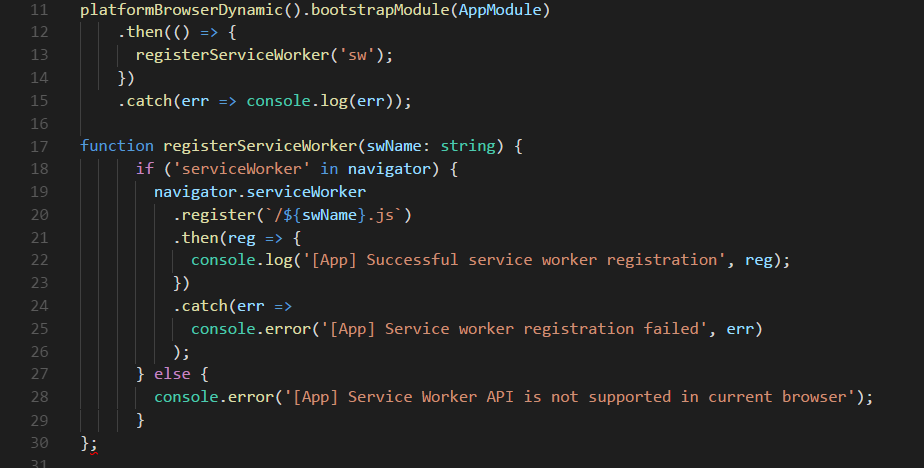 11 platformBrowserDynamic().bootstrapModule(AppModule)
12     .then(() => {
13       registerServiceWorker('sw');
14     })
15     .catch(err => console.log(err));
16
17 function registerServiceWorker(swName: string) {
18       if ('serviceWorker' in navigator) {
19         navigator.serviceWorker
20           .register(`/${swName}.js`)
21           .then(reg => {
22             console.log('[App] Successful service worker registration', reg);
23           })
24           .catch(err =>
25             console.error('[App] Service worker registration failed', err)
26           );
27       } else {
28         console.error('[App] Service Worker API is not supported in current browser');
29       }
30 };
31